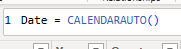 1 Date = CALENDARAUTO()